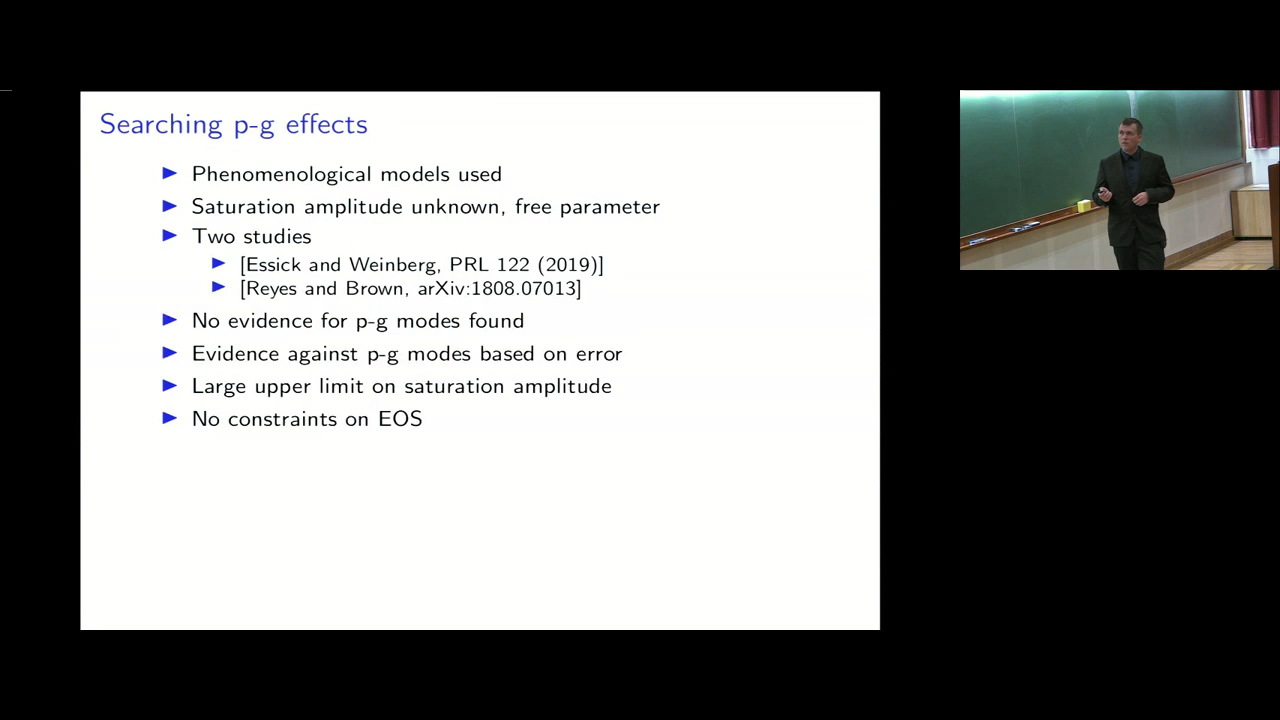 Searching p-g effects
Phenomenological models used
Saturation amplitude unknown, free parameter
Two studies
[Essick and Weinberg, PRL 122 (2019)]
[Reyes and Brown, arXiv:1808.07013]
No evidence for p-g modes found
Evidence against p-g modes based on error
Large upper limit on saturation amplitude
No constraints on EOS